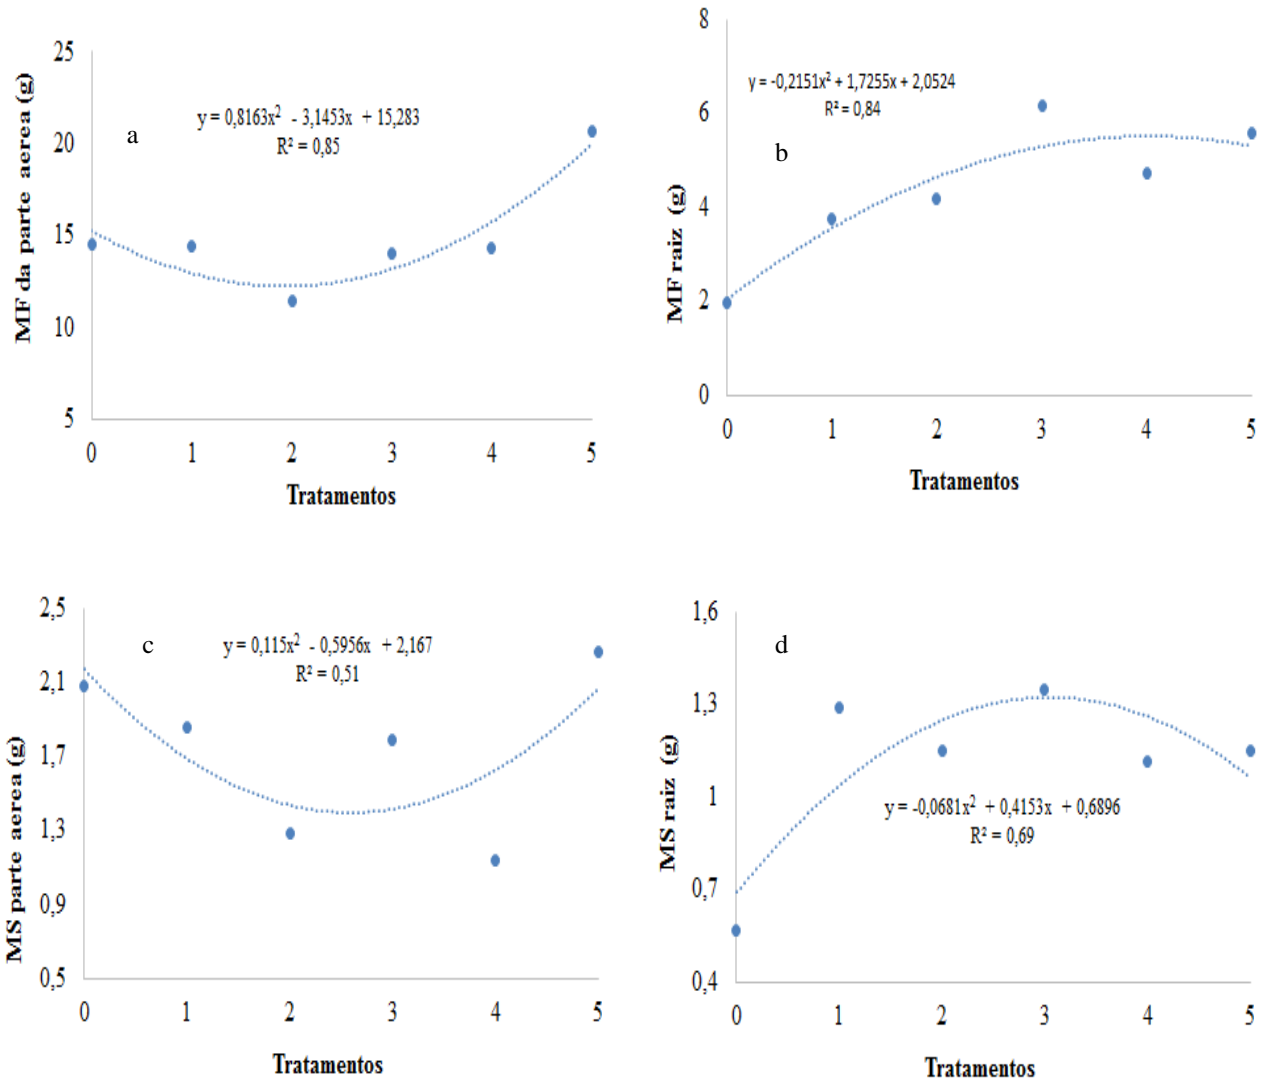 25
20
15
10
5
MF da parte aerea (g)
a
y = 0,8163x² - 3,1453x + 15,283
R² = 0,85
0 1 2 3 4 5
Tratamentos
8
6
4
2
0
MF raiz (g)
y = -0,2151x² + 1,7255x + 2,0524
R² = 0,84
b
0 1 2 3 4 5
Tratamentos
2,5
2,1
1,7
1,3
0,9
0,5
MS parte aerea (g)
c
y = 0,115x² - 0,5956x + 2,167
R² = 0,51
0 1 2 3 4 5
Tratamentos
1,6
1,3
1
0,7
0,4
MS raiz (g)
d
y = -0,0681x² + 0,4153x + 0,6896
R² = 0,69
0 1 2 3 4 5
Tratamentos